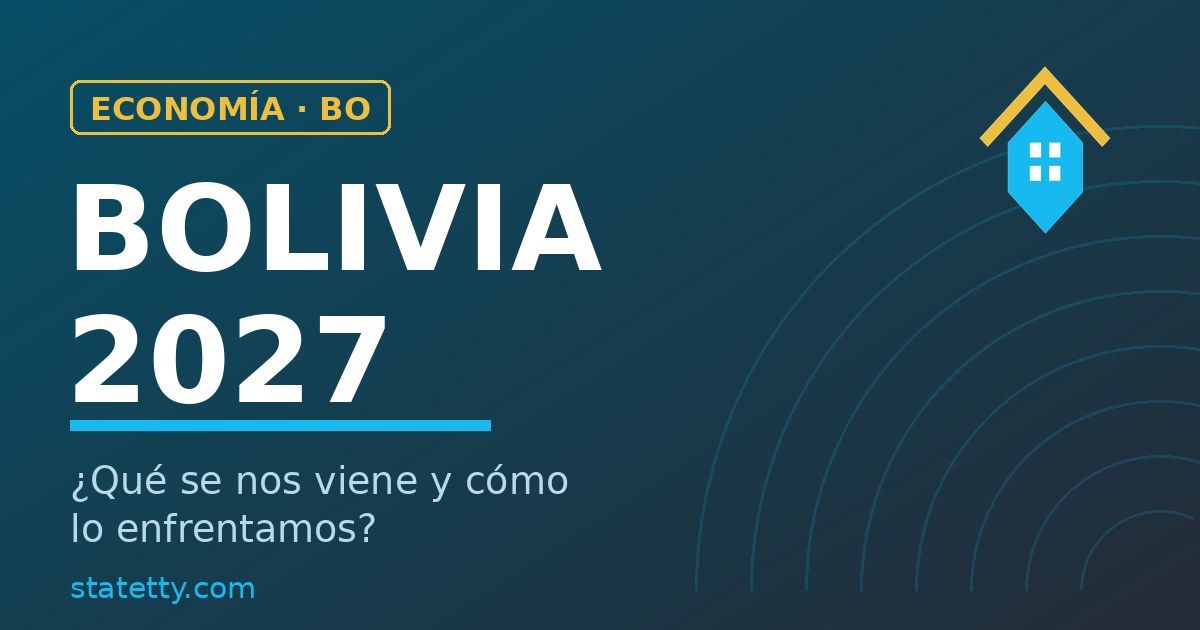 ECONOMÍA · BO
BOLIVIA
2027
¿Qué se nos viene y cómo
lo enfrentamos?
statetty.com